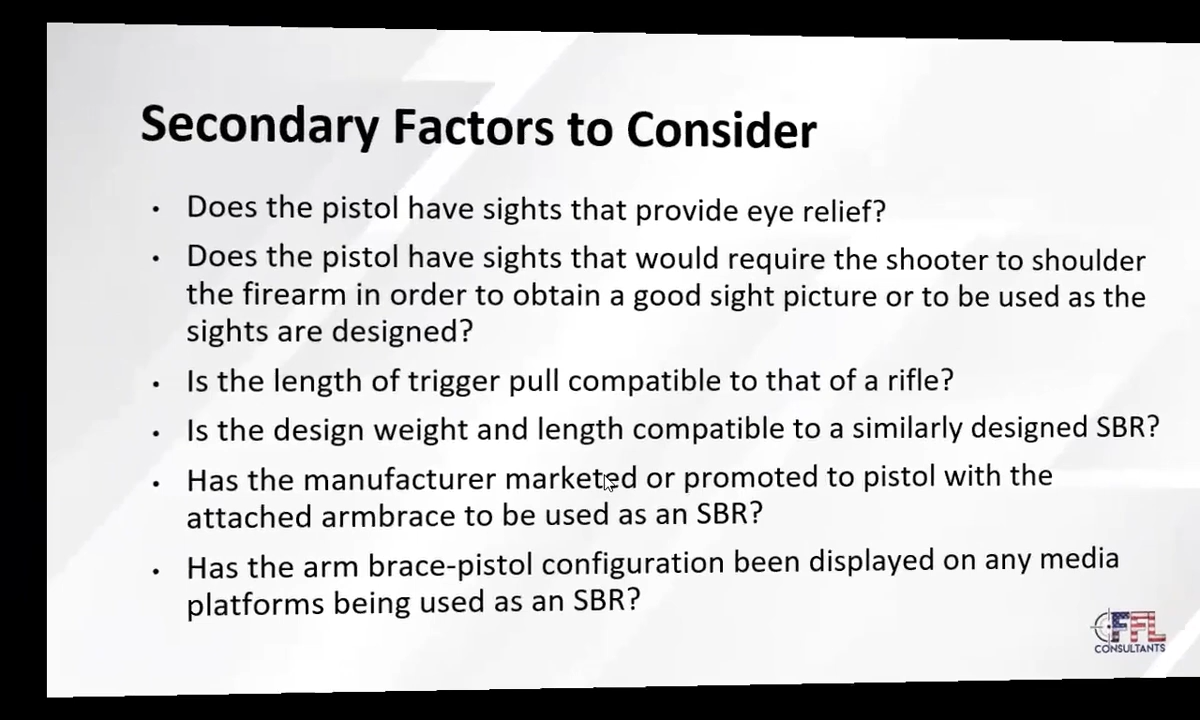 Secondary Factors to Consider
• Does the pistol have sights that provide eye relief?
• Does the pistol have sights that would require the shooter to shoulder
the firearm in order to obtain a good sight picture or to be used as the
sights are designed?
• Is the length of trigger pull compatible to that of a rifle?
• Is the design weight and length compatible to a similarly designed SBR?
• Has the manufacturer marketed or promoted to pistol with the
attached armbrace to be used as an SBR?
• Has the arm brace-pistol configuration been displayed on any media
platforms being used as an SBR?
FFL
CONSULTANTS